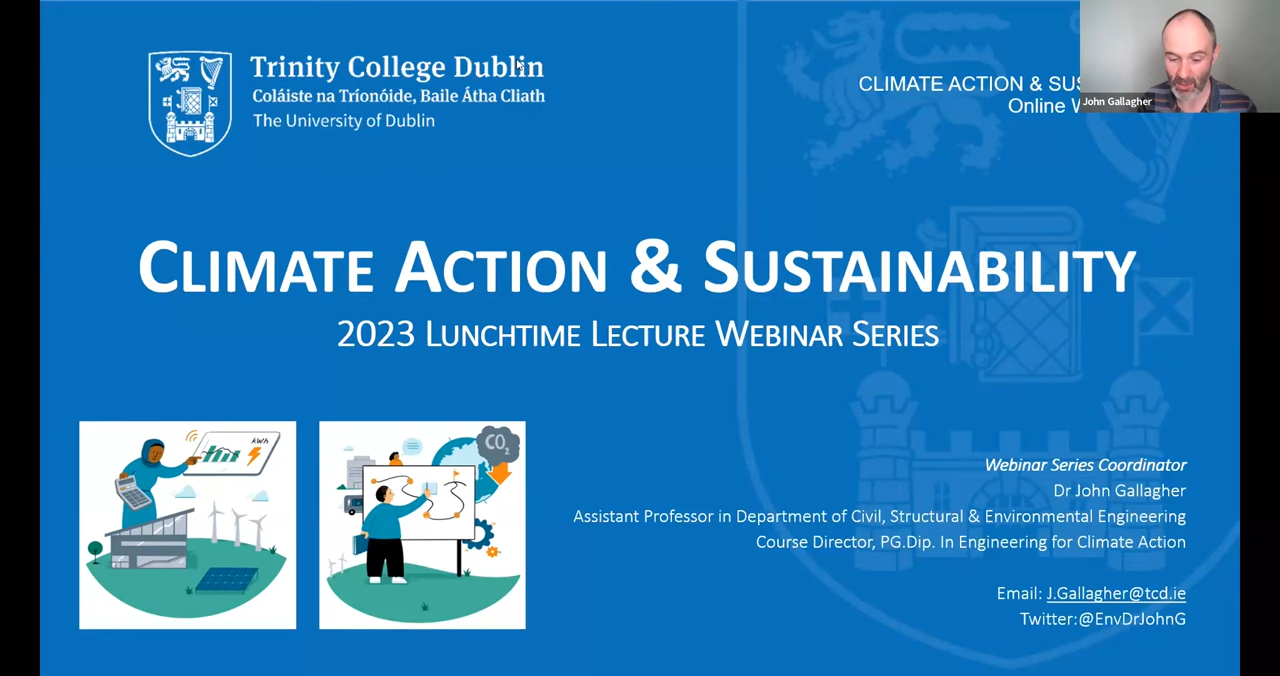 Trinity College Dublin
Coláiste na Tríonóide, Baile Átha Cliath
The University of Dublin
CLIMATE ACTION &
Online
John Gallagher
CLIMATE ACTION & SUSTAINABILITY
2023 LUNCHTIME LECTURE WEBINAR SERIES
kWh
CO2
Webinar Series Coordinator
Dr John Gallagher
Assistant Professor in Department of Civil, Structural & Environmental Engineering
Course Director, PG.Dip. In Engineering for Climate Action
Email: J.Gallagher@tcd.ie
Twitter:@EnvDrJohnG